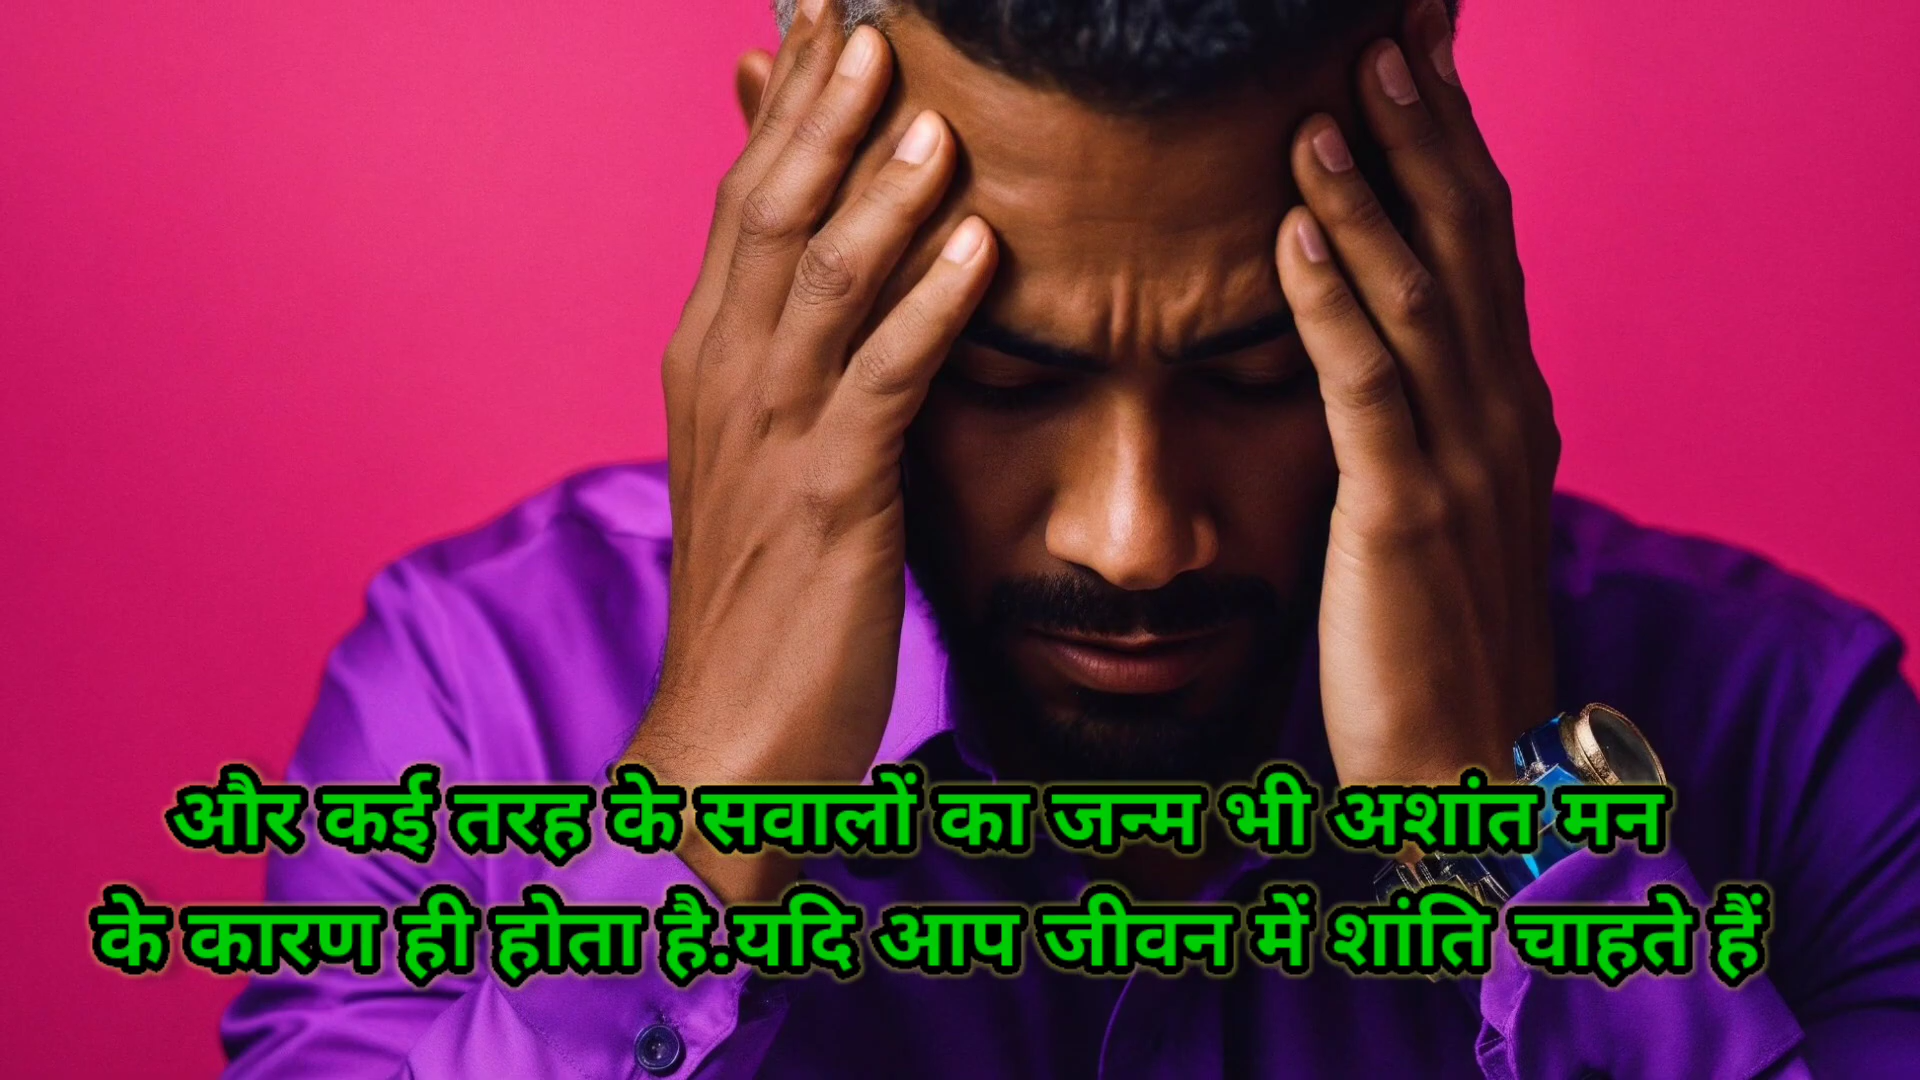 और कई तरह के सवालों का जन्म भी अशांत मन
के कारण ही होता है.यदि आप जीवन में शांति चाहते हैं